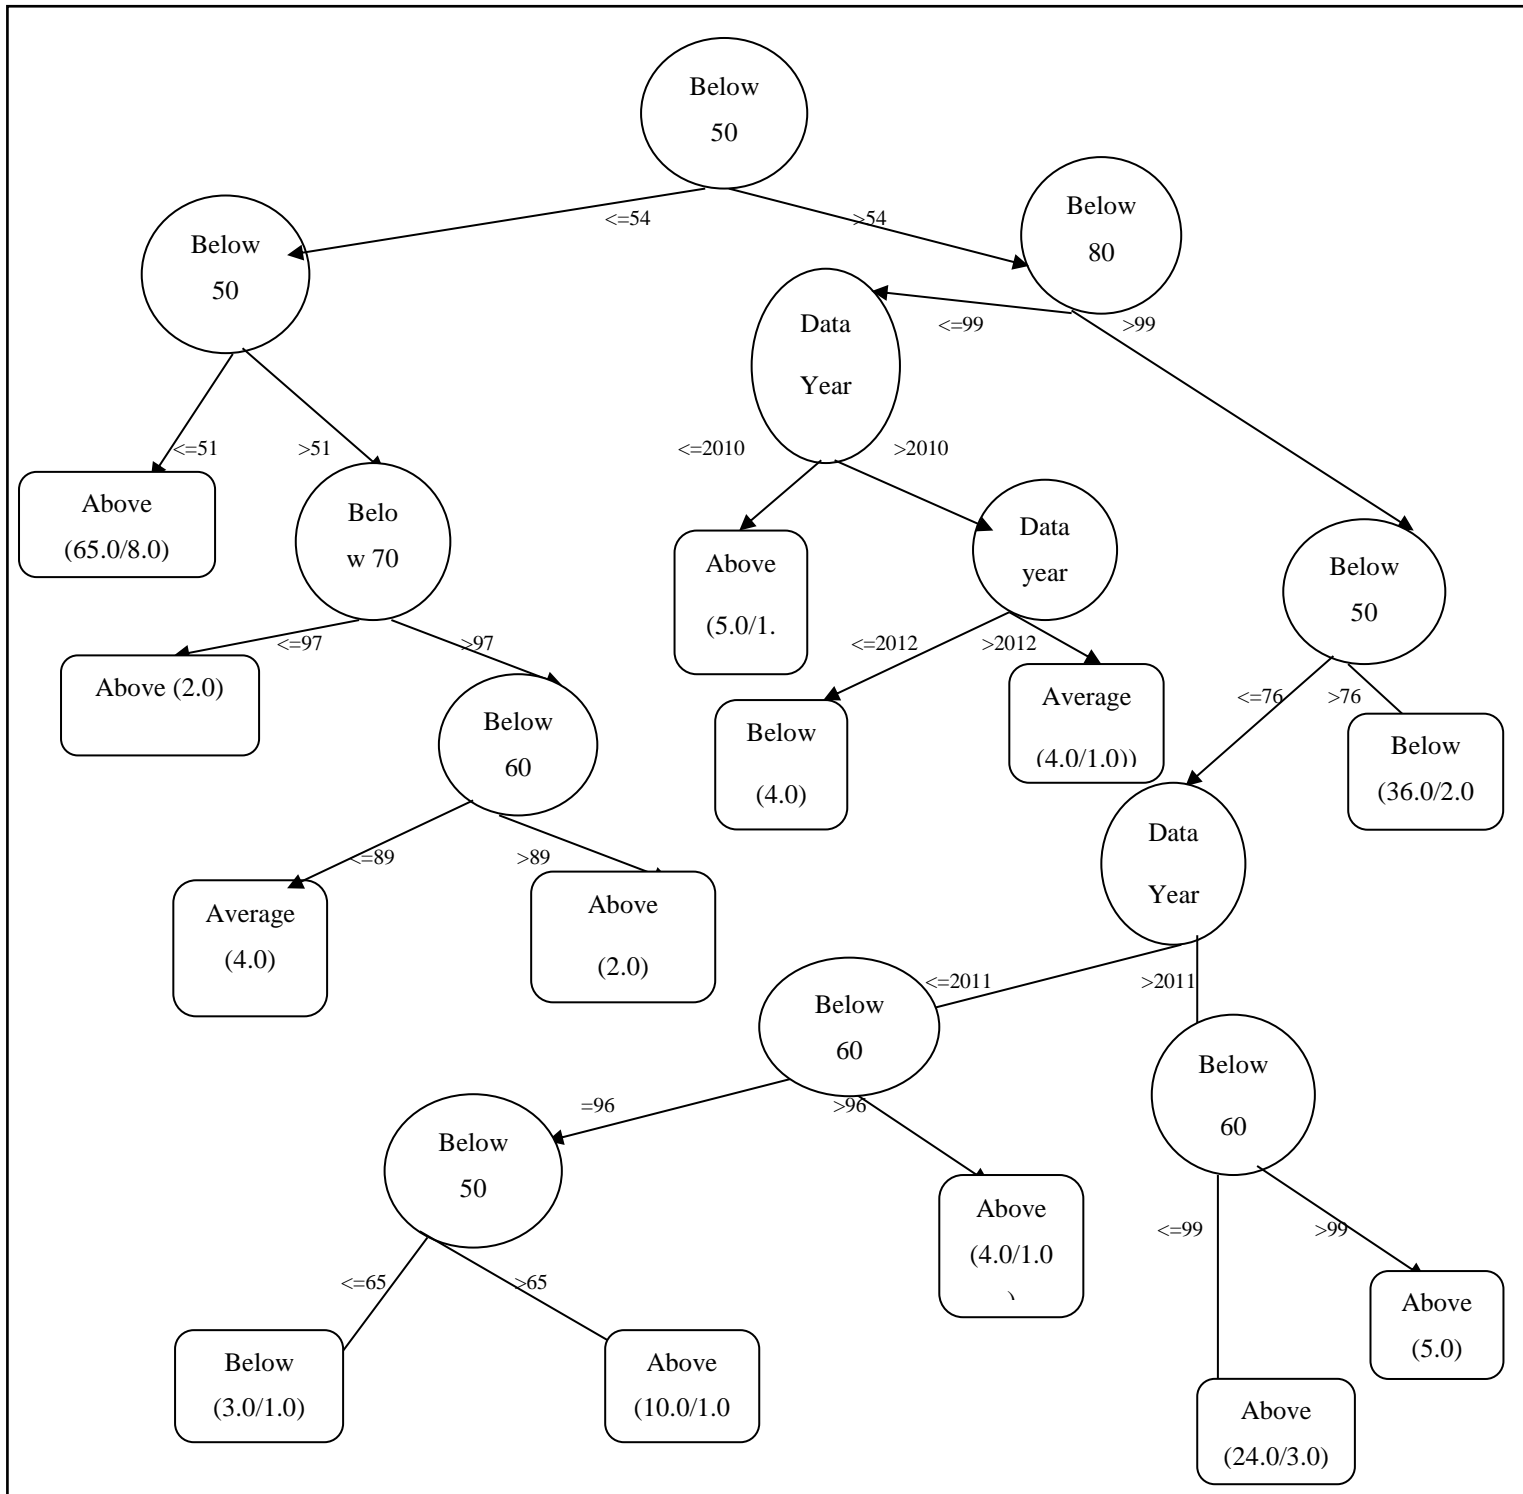 Below
50
<=54
>54
Below
80
Below
50
<=99
>99
Data
Year
<=51
>51
<=2010
>2010
Above
(65.0/8.0)
Belo
w 70
Above
(5.0/1.
Data
year
Below
50
<=97
>97
<=2012
>2012
<=76
>76
Above (2.0)
Below
60
Below
(4.0)
Average
(4.0/1.0))
Below
(36.0/2.0
Data
Year
<=89
>89
Average
(4.0)
Above
(2.0)
<=2011
>2011
Below
60
Below
60
=96
>96
Below
50
Above
(4.0/1.0
)
<=99
>99
<=65
>65
Above
(5.0)
Below
(3.0/1.0)
Above
(10.0/1.0
Above
(24.0/3.0)